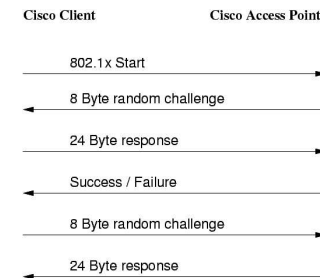 Cisco Client Cisco Access Point
802.1x Start
8 Byte random challenge
24 Byte response
Success / Failure
8 Byte random challenge
24 Byte response